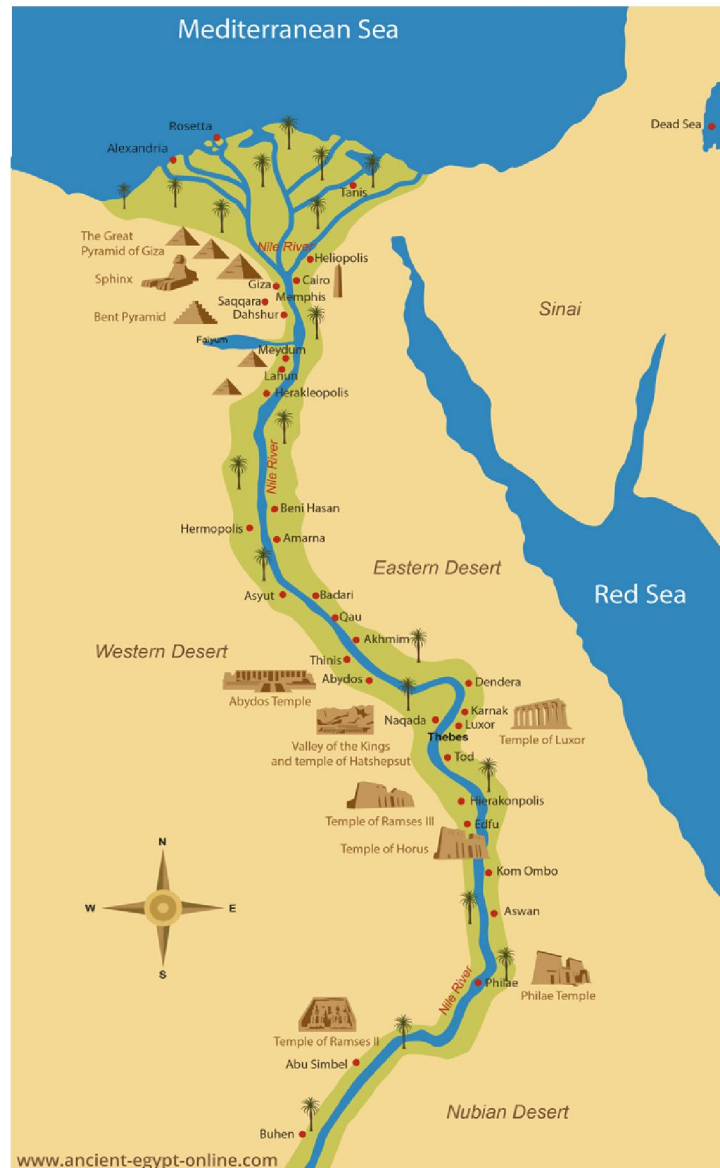 Mediterranean Sea
Rosetta
Dead Sea
Alexandria
Tanis
The Great
Pyramid of Giza
Nile River
Heliopolis
Sphinx
Giza
Cairo
Memphis
Saqqara
Sinai
Bent Pyramid
Dahshur
Faiyum
Meydum
Lahun
Herakleopolis
Nile River
Beni Hasan
Hermopolis
Amarna
Eastern Desert
Asyut
Badari
Red Sea
Qau
Akhmim
Western Desert
Thinis
Abydos
Dendera
Abydos Temple
Karnak
Naqada
Luxor
Thebes
Temple of Luxor
Valley of the Kings
and temple of Hatshepsut
Tod
Hierakonpolis
Temple of Ramses III
Edfu
Temple of Horus
N
Kom Ombo
W
E
Aswan
S
Nile River
Philae
Philae Temple
Temple of Ramses II
Abu Simbel
Nubian Desert
Buhen
www.ancient-egypt-online.com